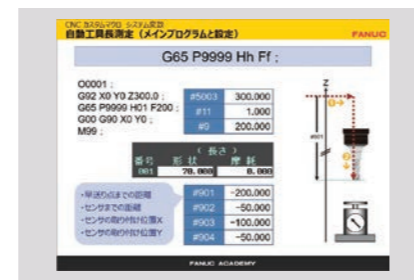 CNC カスタムマクロ システム変数
自動工具長測定（メインプログラムと設定）
FANUC
G65 P9999 Hh Ff ;
O0001 ;
G92 X0 Y0 Z300.0 ;
G65 P9999 H01 F200 ;
G00 G90 X0 Y0 ;
M99 ;
#5003 300.000
#11 1.000
#9 200.000
（長さ）
番号 形状 摩耗
001 70.000 0.000
・早送り点までの距離 #901 -200.000
・センサまでの距離 #902 -50.000
・センサの取り付け位置X #903 -100.000
・センサの取り付け位置Y #904 -50.000
Z
①
#901
②
FANUC ACADEMY